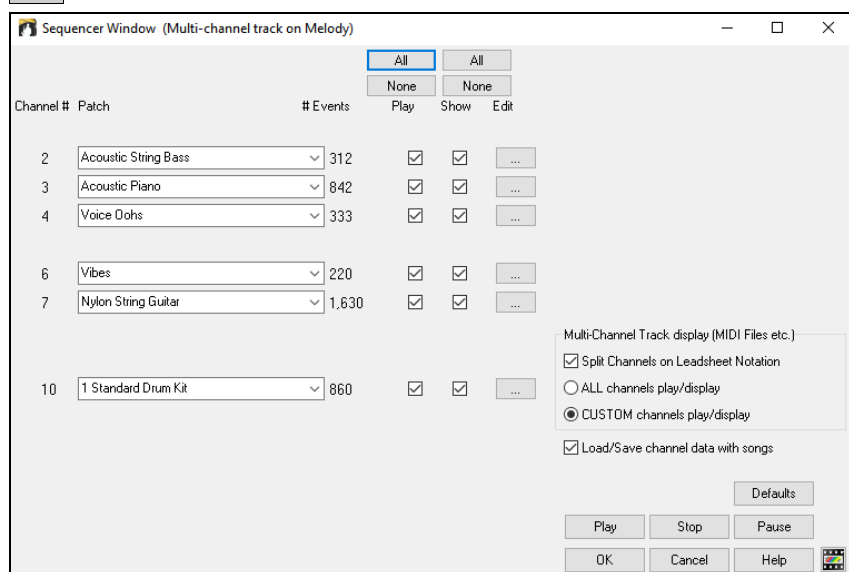 Sequencer Window (Multi-channel track on Melody)
All All
None None
Channel # Patch # Events Play Show Edit
2 Acoustic String Bass 312 ...
3 Acoustic Piano 842 ...
4 Voice Oohs 333 ...
6 Vibes 220 ...
7 Nylon String Guitar 1,630 ...
Multi-Channel Track display (MIDI Files etc.)
Split Channels on Leadsheet Notation
10 1 Standard Drum Kit 860 ...
ALL channels play/display
CUSTOM channels play/display
Load/Save channel data with songs
Defaults
Play Stop Pause
OK Cancel Help